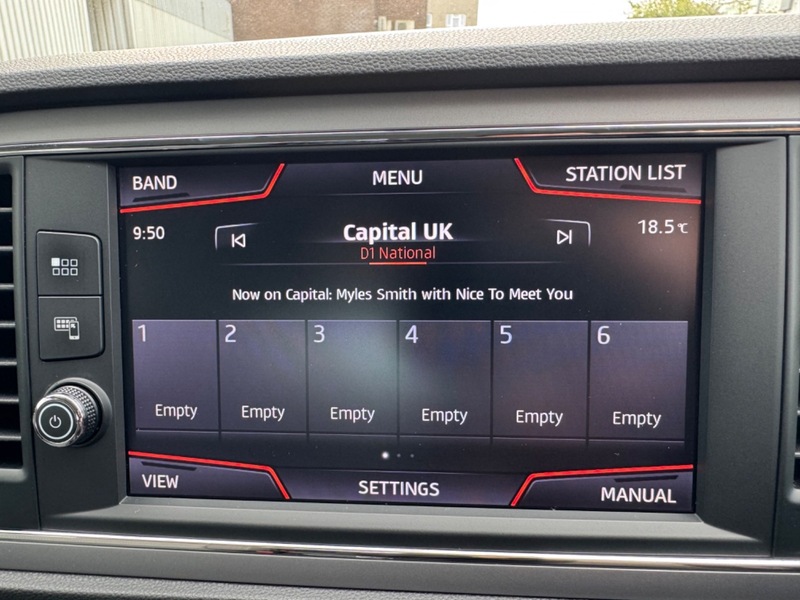 BAND
MENU
STATION LIST
9:50
Capital UK
18.5°C
D1 National
Now on Capital: Myles Smith with Nice To Meet You
1 2 3 4 5 6
Empty Empty Empty Empty Empty Empty
VIEW
SETTINGS
MANUAL